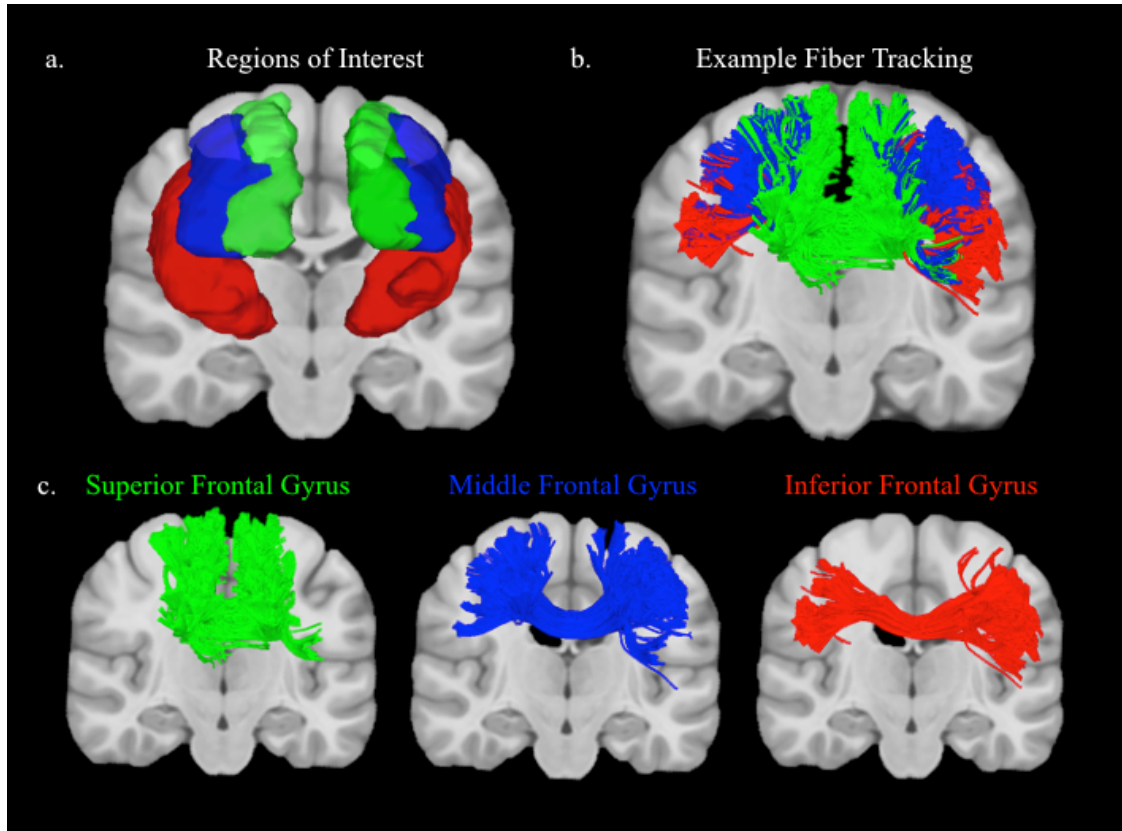 a. Regions of Interest
b. Example Fiber Tracking
c. Superior Frontal Gyrus
Middle Frontal Gyrus
Inferior Frontal Gyrus